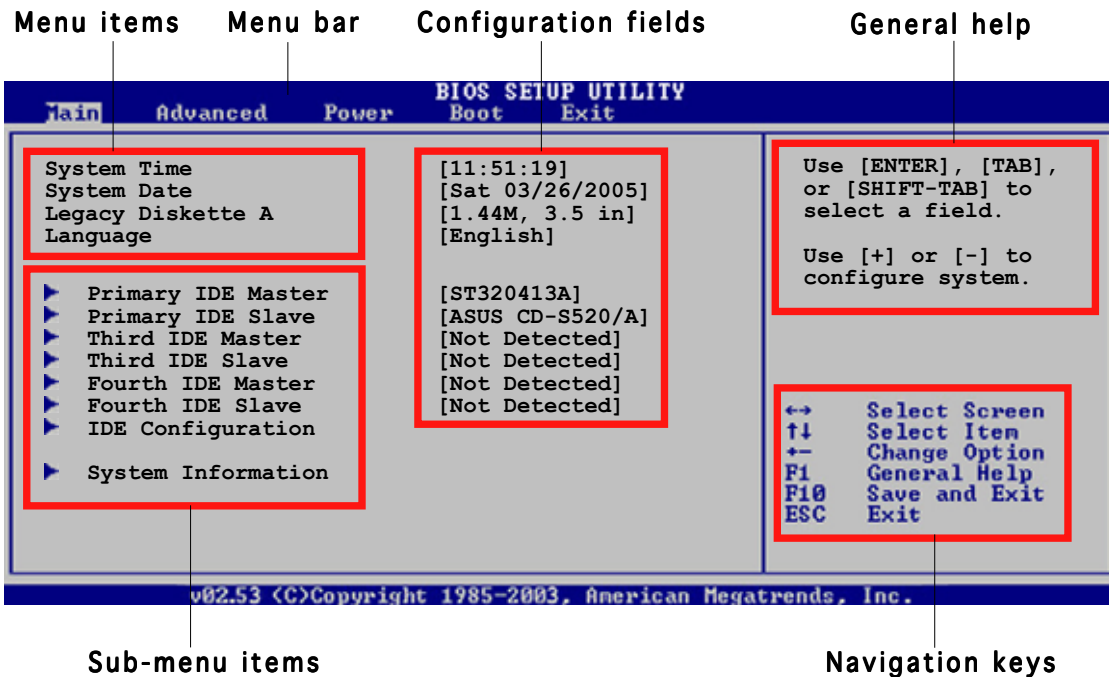 Menu items Menu bar Configuration fields General help
BIOS SETUP UTILITY
Main Advanced Power Boot Exit
System Time [11:51:19]
System Date [Sat 03/26/2005]
Legacy Diskette A [1.44M, 3.5 in]
Language [English]
Primary IDE Master [ST320413A]
Primary IDE Slave [ASUS CD-S520/A]
Third IDE Master [Not Detected]
Third IDE Slave [Not Detected]
Fourth IDE Master [Not Detected]
Fourth IDE Slave [Not Detected]
IDE Configuration
System Information
Use [ENTER], [TAB],
or [SHIFT-TAB] to
select a field.
Use [+] or [-] to
configure system.
←→ Select Screen
↑↓ Select Item
+- Change Option
F1 General Help
F10 Save and Exit
ESC Exit
v02.53 (C)Copyright 1985-2003, American Megatrends, Inc.
Sub-menu items Navigation keys